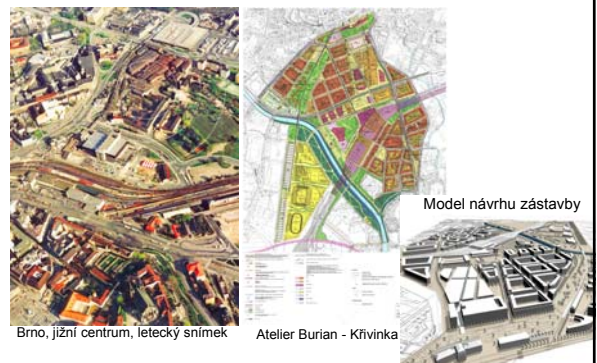 Model návrhu zástavby
Brno, jižní centrum, letecký snímek
Atelier Burian - Křivinka